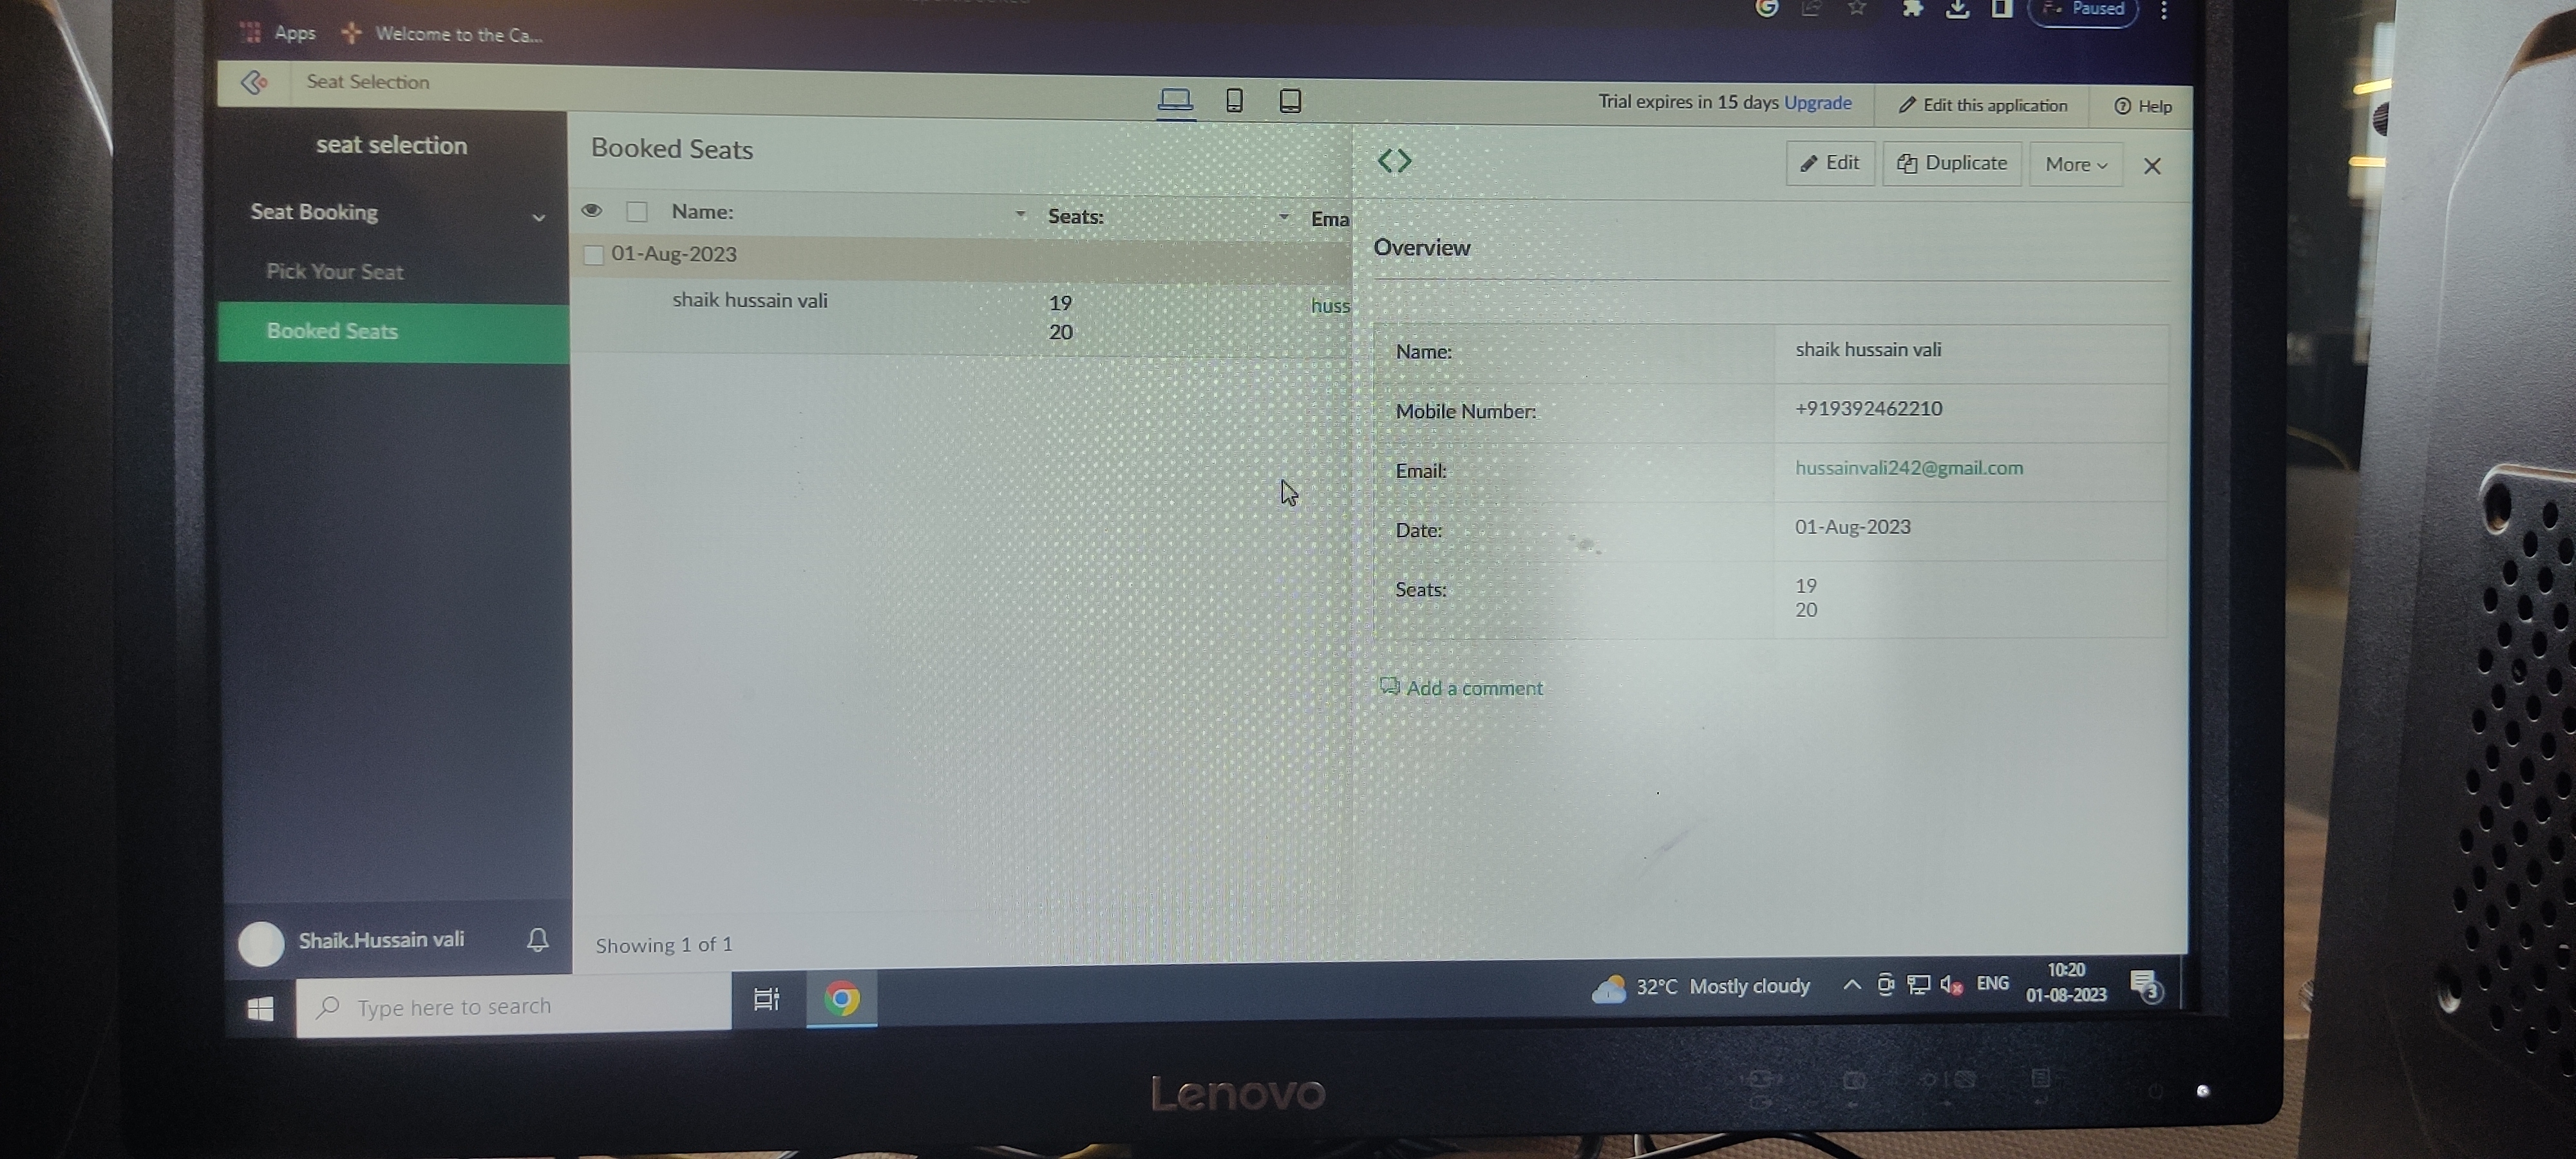 Apps
Welcome to the Ca...
Paused
Seat Selection
Trial expires in 15 days Upgrade
Edit this application
Help
seat selection
Seat Booking
Pick Your Seat
Booked Seats
Booked Seats
Name:
Seats:
Ema
01-Aug-2023
shaik hussain vali
19
20
huss
Edit
Duplicate
More
Overview
Name:
shaik hussain vali
Mobile Number:
+919392462210
Email:
hussainvali242@gmail.com
Date:
01-Aug-2023
Seats:
19
20
Add a comment
Shaik.Hussain vali
Showing 1 of 1
Type here to search
32°C Mostly cloudy
ENG
10:20
01-08-2023
3
Lenovo